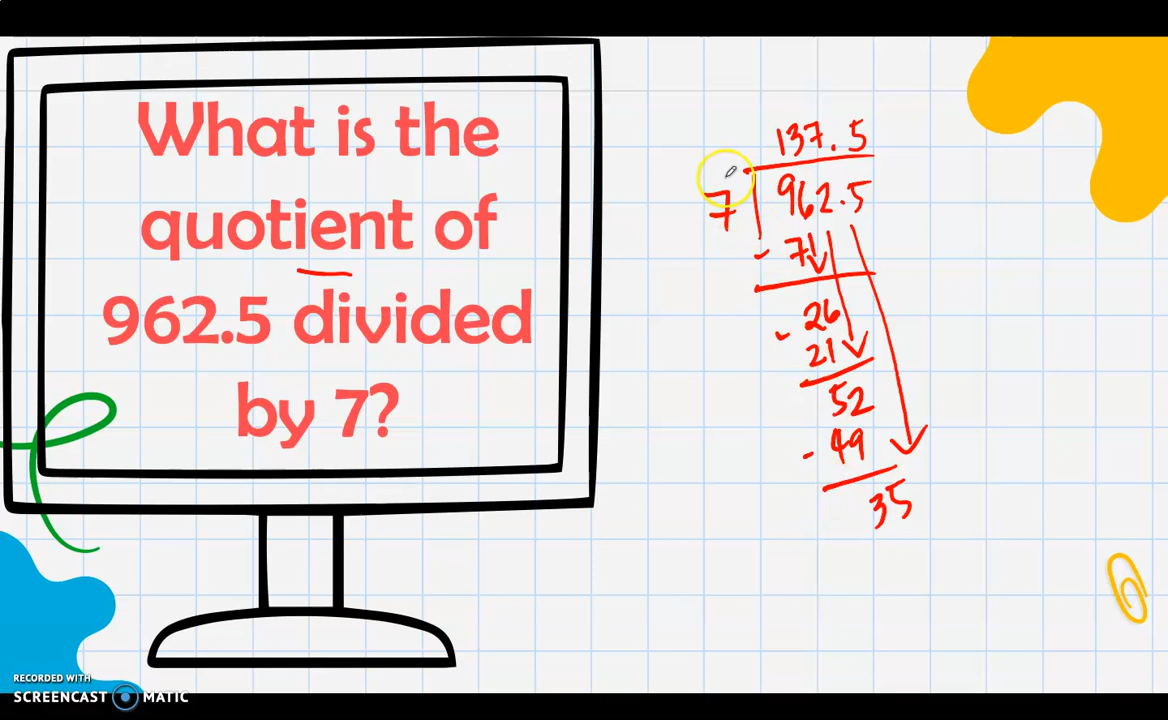 What is the
quotient of
962.5 divided
by 7?
137.5
7 962.5
- 7
26
- 21
52
- 49
35
RECORDED WITH
SCREENCAST MATIC